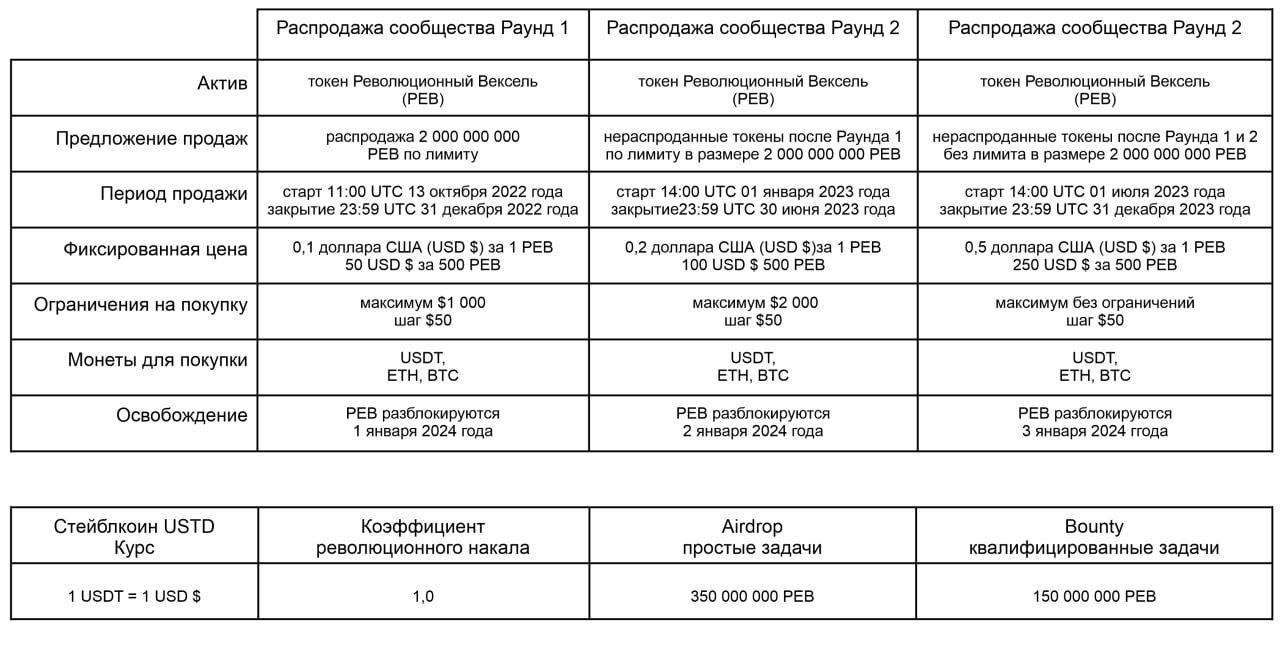 Распродажа сообщества Раунд 1
Распродажа сообщества Раунд 2
Распродажа сообщества Раунд 2
Актив
токен Революционный Вексель
(РЕВ)
токен Революционный Вексель
(РЕВ)
токен Революционный Вексель
(РЕВ)
Предложение продаж
распродажа 2 000 000 000
РЕВ по лимиту
нераспроданные токены после Раунда 1
по лимиту в размере 2 000 000 000 РЕВ
нераспроданные токены после Раунда 1 и 2
без лимита в размере 2 000 000 000 РЕВ
Период продажи
старт 11:00 UTC 13 октября 2022 года
закрытие 23:59 UTC 31 декабря 2022 года
старт 14:00 UTC 01 января 2023 года
закрытие23:59 UTC 30 июня 2023 года
старт 14:00 UTC 01 июля 2023 года
закрытие 23:59 UTC 31 декабря 2023 года
Фиксированная цена
0,1 доллара США (USD $) за 1 РЕВ
50 USD $ за 500 РЕВ
0,2 доллара США (USD $)за 1 РЕВ
100 USD $ 500 РЕВ
0,5 доллара США (USD $) за 1 РЕВ
250 USD $ за 500 РЕВ
Ограничения на покупку
максимум $1 000
шаг $50
максимум $2 000
шаг $50
максимум без ограничений
шаг $50
Монеты для покупки
USDT,
ETH, BTC
USDT,
ETH, BTC
USDT,
ETH, BTC
Освобождение
РЕВ разблокируются
1 января 2024 года
РЕВ разблокируются
2 января 2024 года
РЕВ разблокируются
3 января 2024 ггода
Стейблкоин USTD
Курс
Коэффициент
революционного накала
Airdrop
простые задачи
Bounty
квалифицированные задачи
1 USDT = 1 USD $
1,0
350 000 000 РЕВ
150 000 000 РЕВ